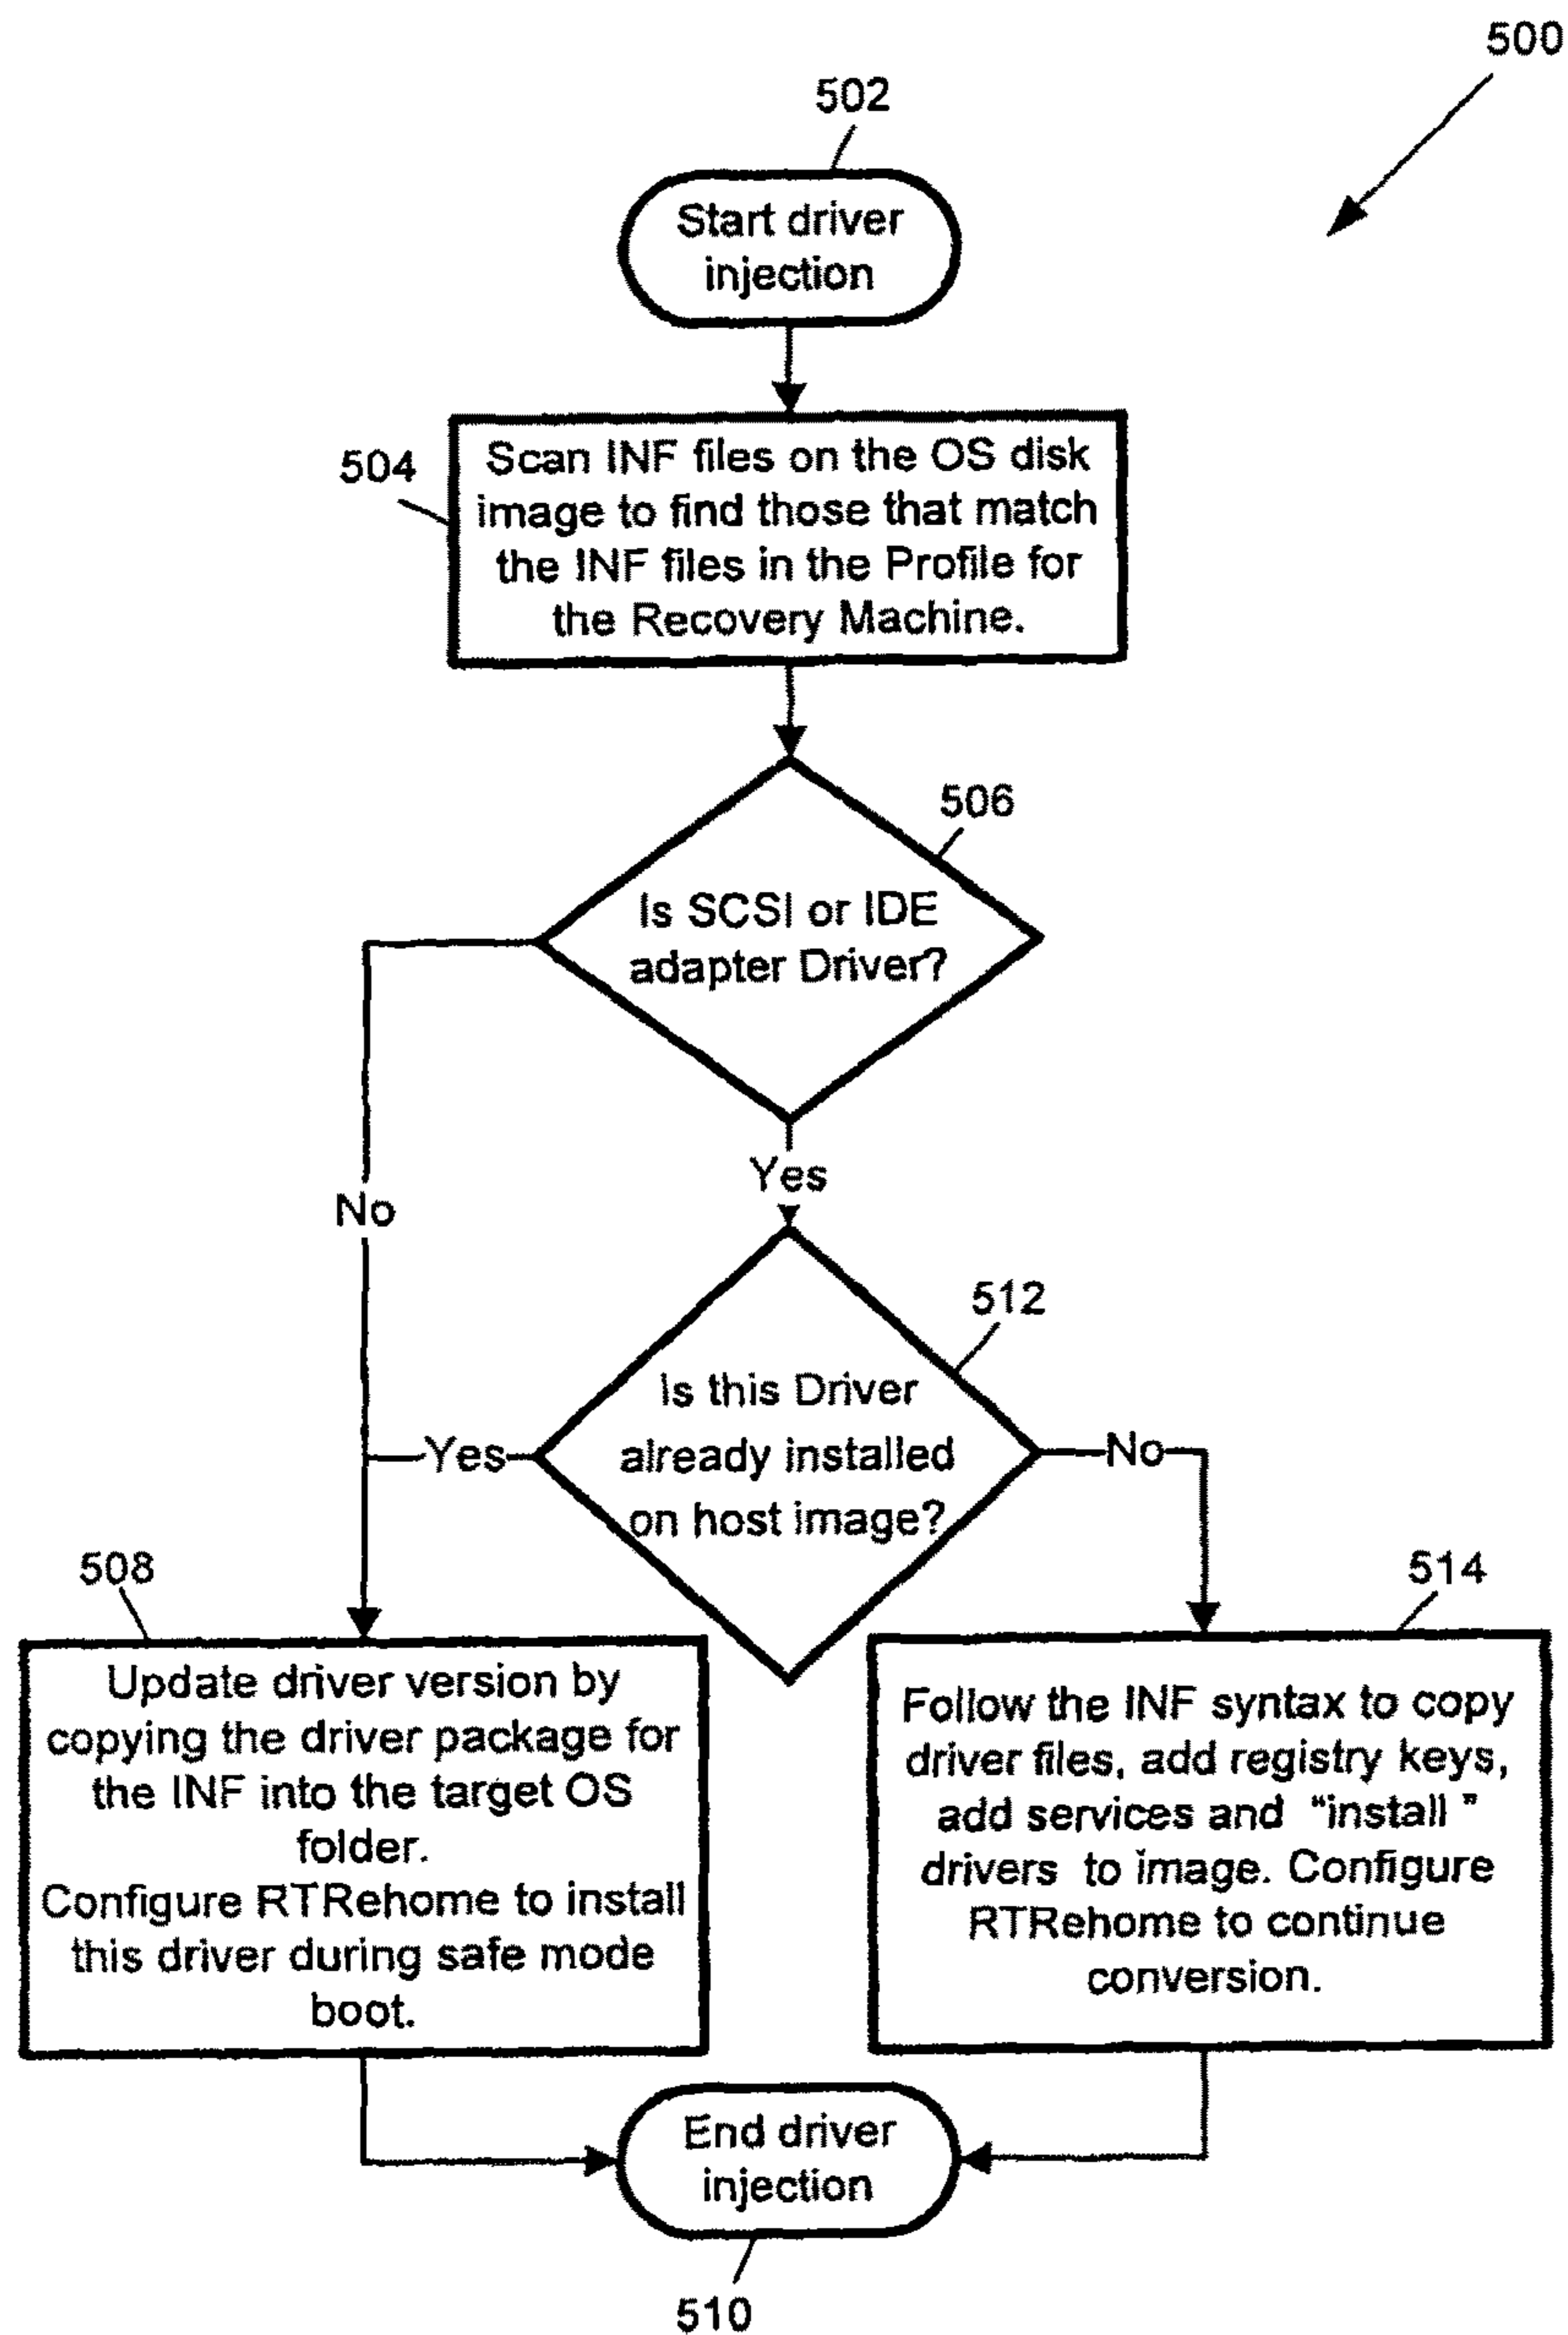 500
502
Start driver
injection
504
Scan INF files on the OS disk
image to find those that match
the INF files in the Profile for
the Recovery Machine.
506
Is SCSI or IDE
adapter Driver?
No
Yes
512
Is this Driver
already installed
on host image?
Yes
No
508
Update driver version by
copying the driver package for
the INF into the target OS
folder.
Configure RTRehome to install
this driver during safe mode
boot.
514
Follow the INF syntax to copy
driver files, add registry keys,
add services and “install ”
drivers to image. Configure
RTRehome to continue
conversion.
End driver
injection
510